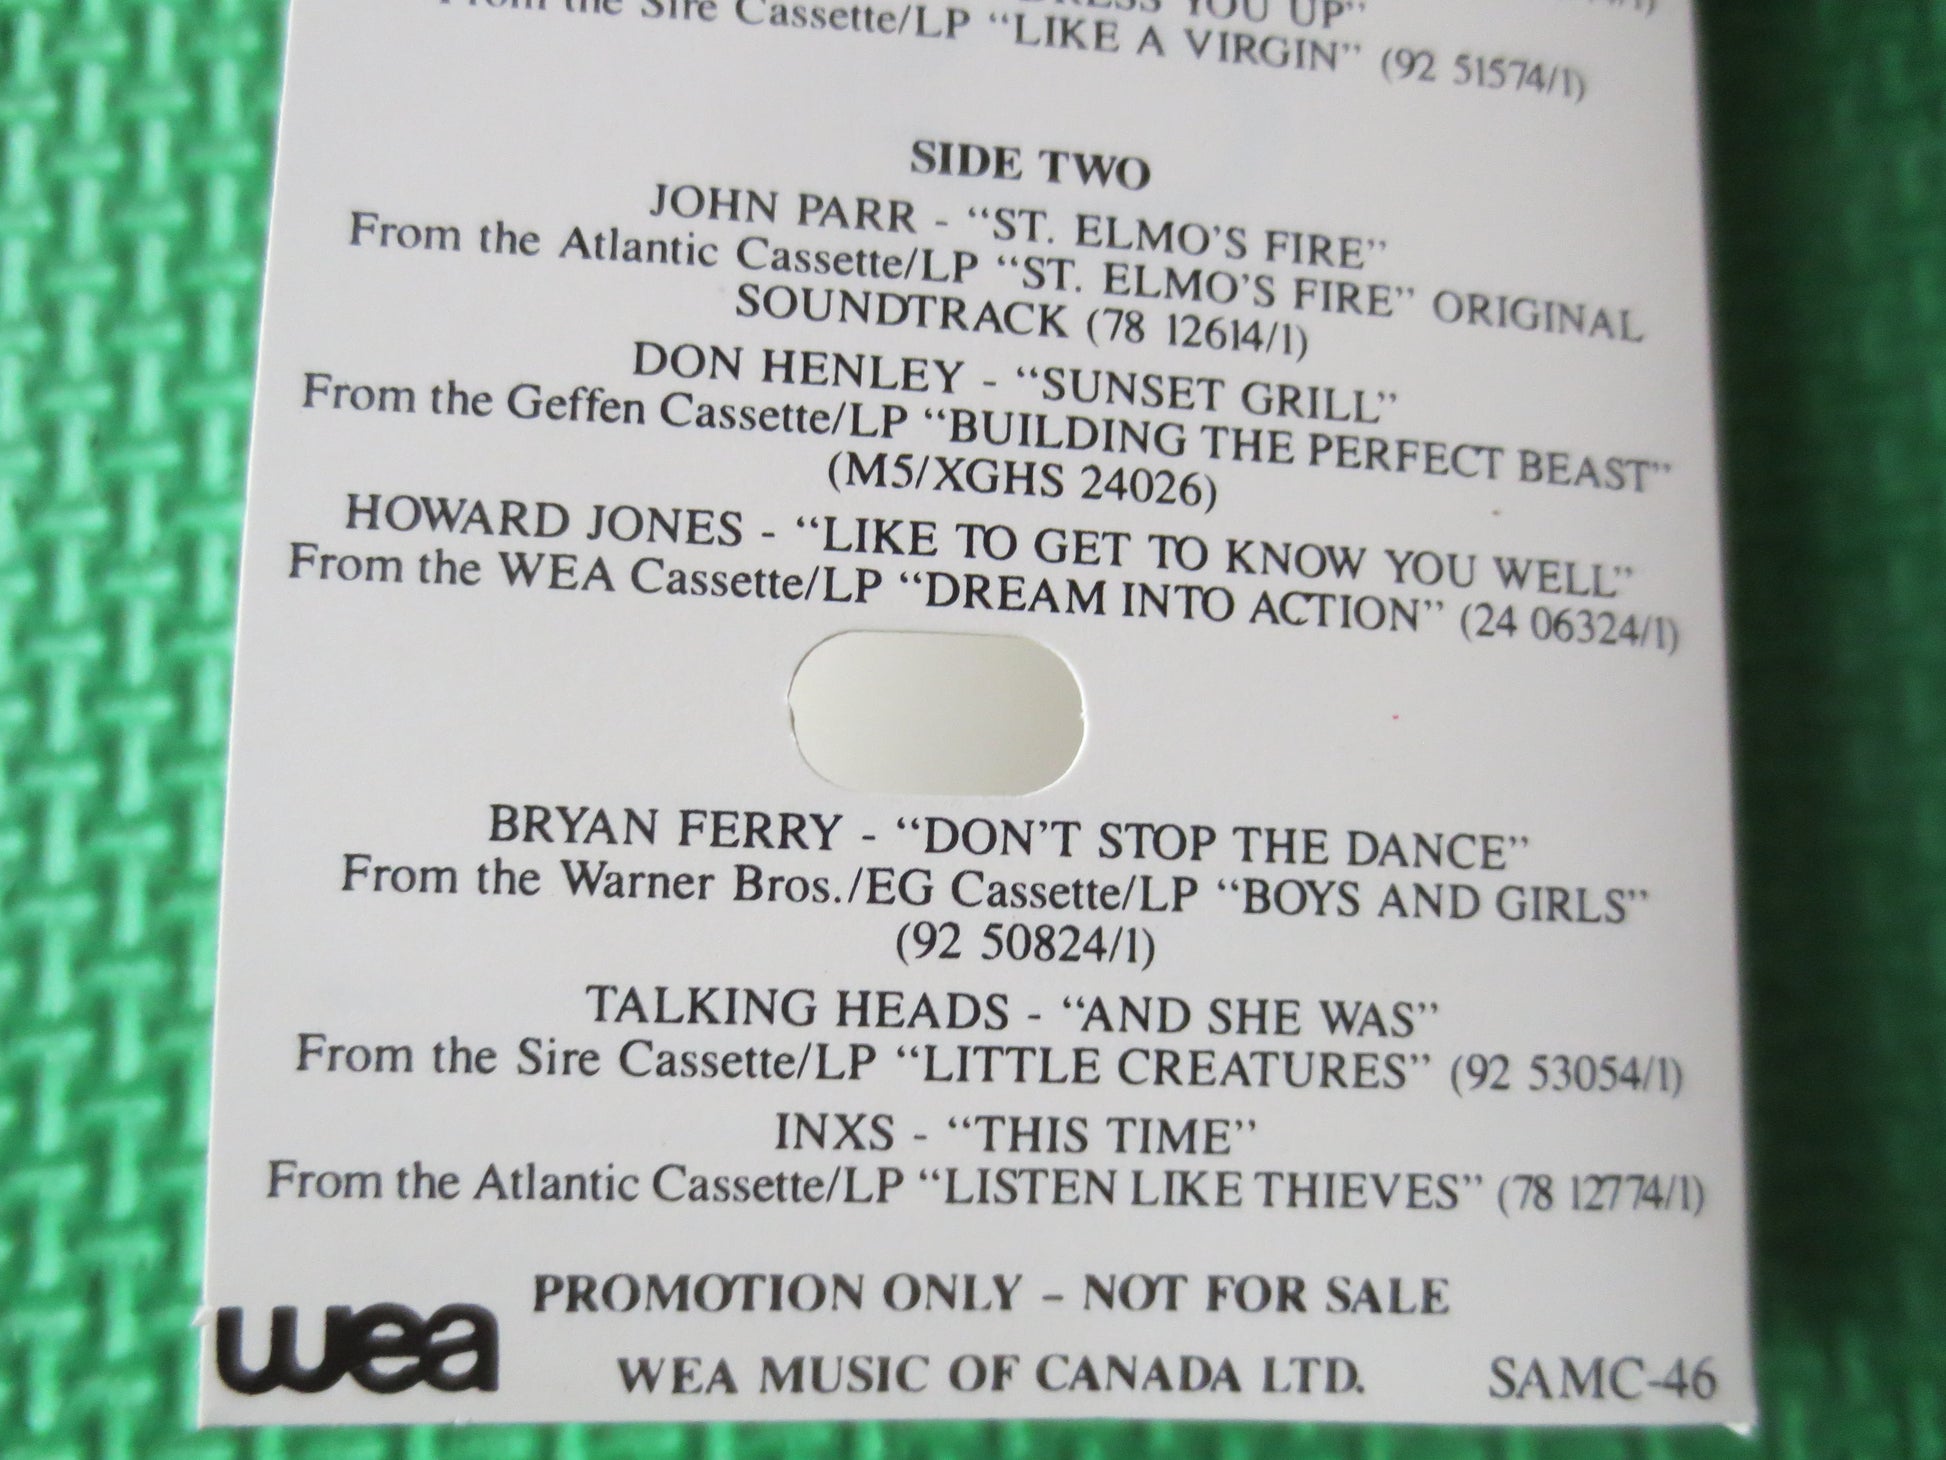 From the Sire Cassette/LP “LIKE A VIRGIN” (92 51574/1)
YOU UP”
SIDE TWO
JOHN PARR - “ST. ELMO’S FIRE”
From the Atlantic Cassette/LP “ST. ELMO’S FIRE” ORIGINAL
SOUNDTRACK (78 12614/1)
DON HENLEY - “SUNSET GRILL”
From the Geffen Cassette/LP “BUILDING THE PERFECT BEAST”
(M5/XGHS 24026)
HOWARD JONES - “LIKE TO GET TO KNOW YOU WELL”
From the WEA Cassette/LP “DREAM INTO ACTION” (24 06324/1)
BRYAN FERRY - “DON’T STOP THE DANCE”
From the Warner Bros./EG Cassette/LP “BOYS AND GIRLS”
(92 50824/1)
TALKING HEADS - “AND SHE WAS”
From the Sire Cassette/LP “LITTLE CREATURES” (92 53054/1)
INXS - “THIS TIME”
From the Atlantic Cassette/LP “LISTEN LIKE THIEVES” (78 12774/1)
PROMOTION ONLY – NOT FOR SALE
wea
WEA MUSIC OF CANADA LTD. SAMC-46